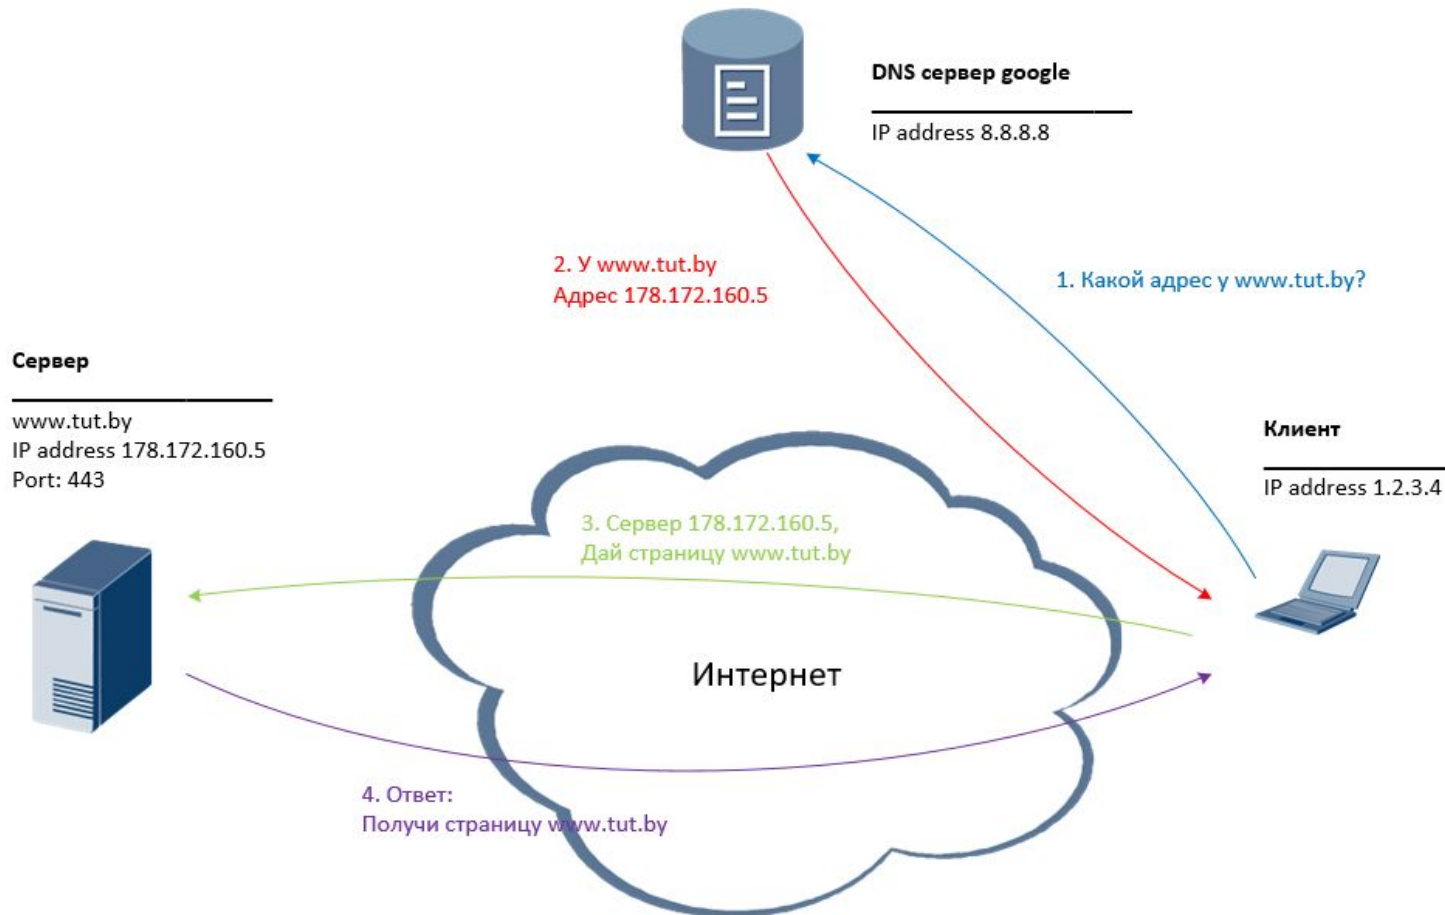 DNS сервер google
IP address 8.8.8.8
2. У www.tut.by
Адрес 178.172.160.5
1. Какой адрес у www.tut.by?
Сервер
www.tut.by
IP address 178.172.160.5
Port: 443
Клиент
IP address 1.2.3.4
3. Сервер 178.172.160.5,
Дай страницу www.tut.by
Интернет
4. Ответ:
Получи страницу www.tut.by